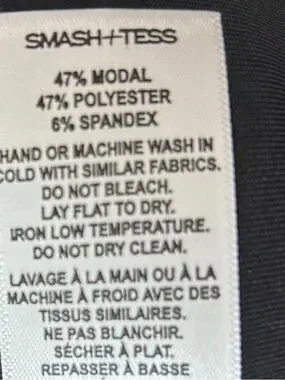 SMASH+TESS
47% MODAL
47% POLYESTER
6% SPANDEX
HAND OR MACHINE WASH IN
COLD WITH SIMILAR FABRICS.
DO NOT BLEACH.
LAY FLAT TO DRY.
IRON LOW TEMPERATURE.
DO NOT DRY CLEAN.
LAVAGE À LA MAIN OU À LA
MACHINE À FROID AVEC DES
TISSUS SIMILAIRES.
NE PAS BLANCHIR.
SÉCHER À PLAT.
REPASSER À BASSE